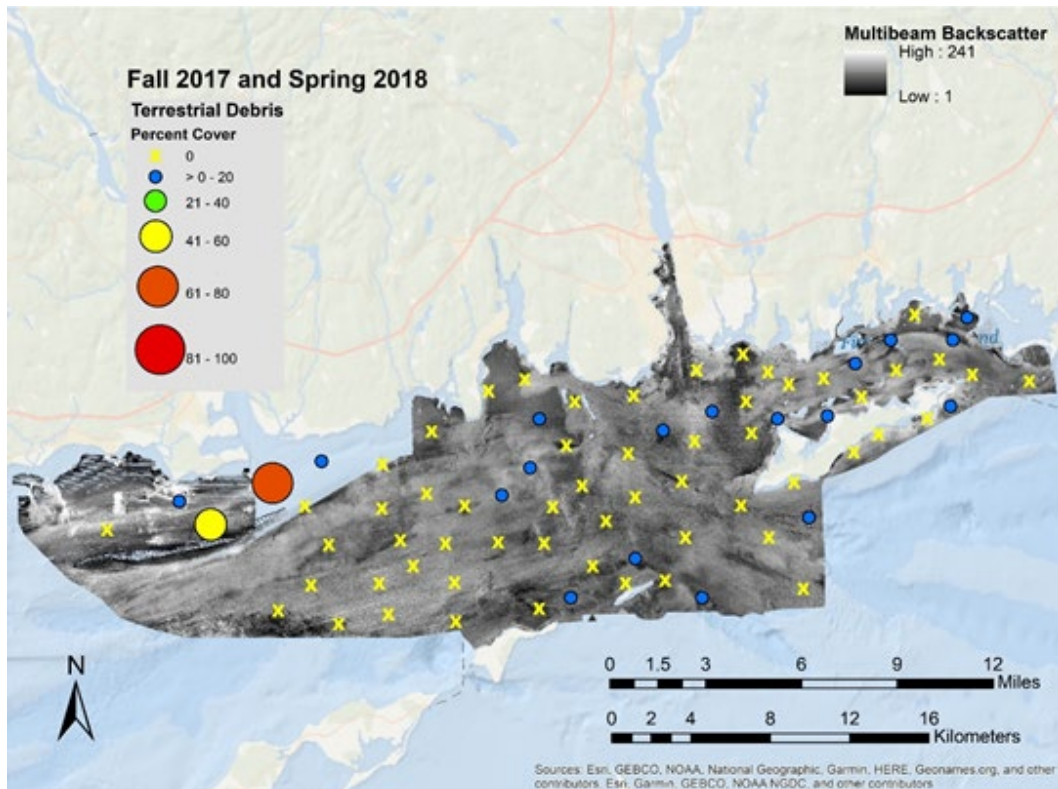 Multibeam Backscatter
High : 241
Low : 1
Fall 2017 and Spring 2018
Terrestrial Debris
Percent Cover
0
> 0 - 20
21 - 40
41 - 60
61 - 80
81 - 100
N
0 1.5 3 6 9 12
Miles
0 2 4 8 12 16
Kilometers
Sources: Esri, GEBCO, NOAA, National Geographic, Garmin, HERE, Geonames.org, and other
contributors, Esri, Garmin, GEBCO, NOAA NGDC, and other contributors